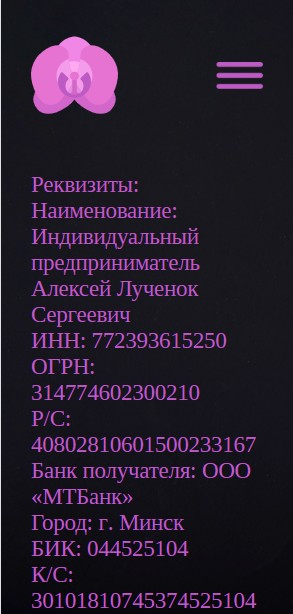 Реквизиты:
Наименование:
Индивидуальный
предприниматель
Алексей Лученок
Сергеевич
ИНН: 772393615250
ОГРН:
314774602300210
Р/С:
40802810601500233167
Банк получателя: ООО
«МТБанк»
Город: г. Минск
БИК: 044525104
К/С:
30101810745374525104